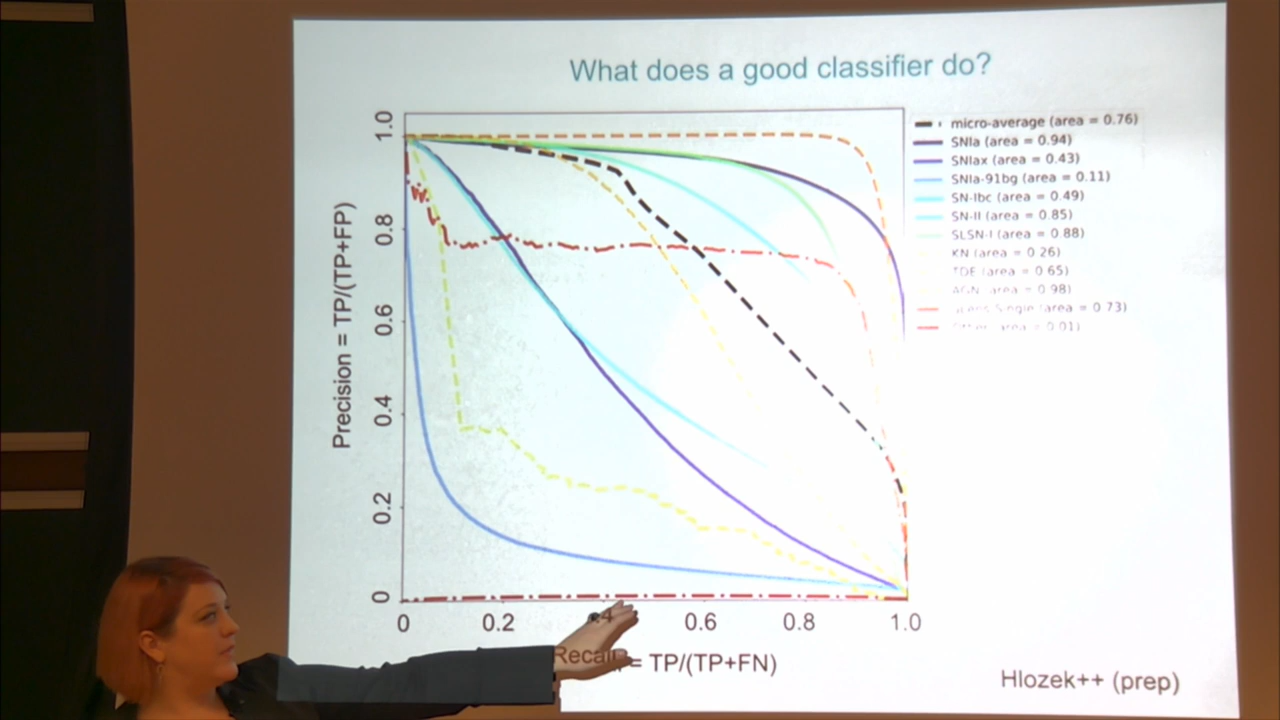 What does a good classifier do?
1.0
0.8
0.6
0.4
0.2
0
Precision = TP/(TP+FP)
micro-average (area = 0.76)
SNIa (area = 0.94)
SNIax (area = 0.43)
SNIa-91bg (area = 0.11)
SN-Ibc (area = 0.49)
SN-II (area = 0.85)
SLSN-I (area = 0.88)
KN (area = 0.26)
TDE (area = 0.65)
AGN (area = 0.98)
Single (area = 0.73)
area = 0.01)
0 0.2 0.6 0.8 1.0
Recall = TP/(TP+FN)
Hlozek++ (prep)